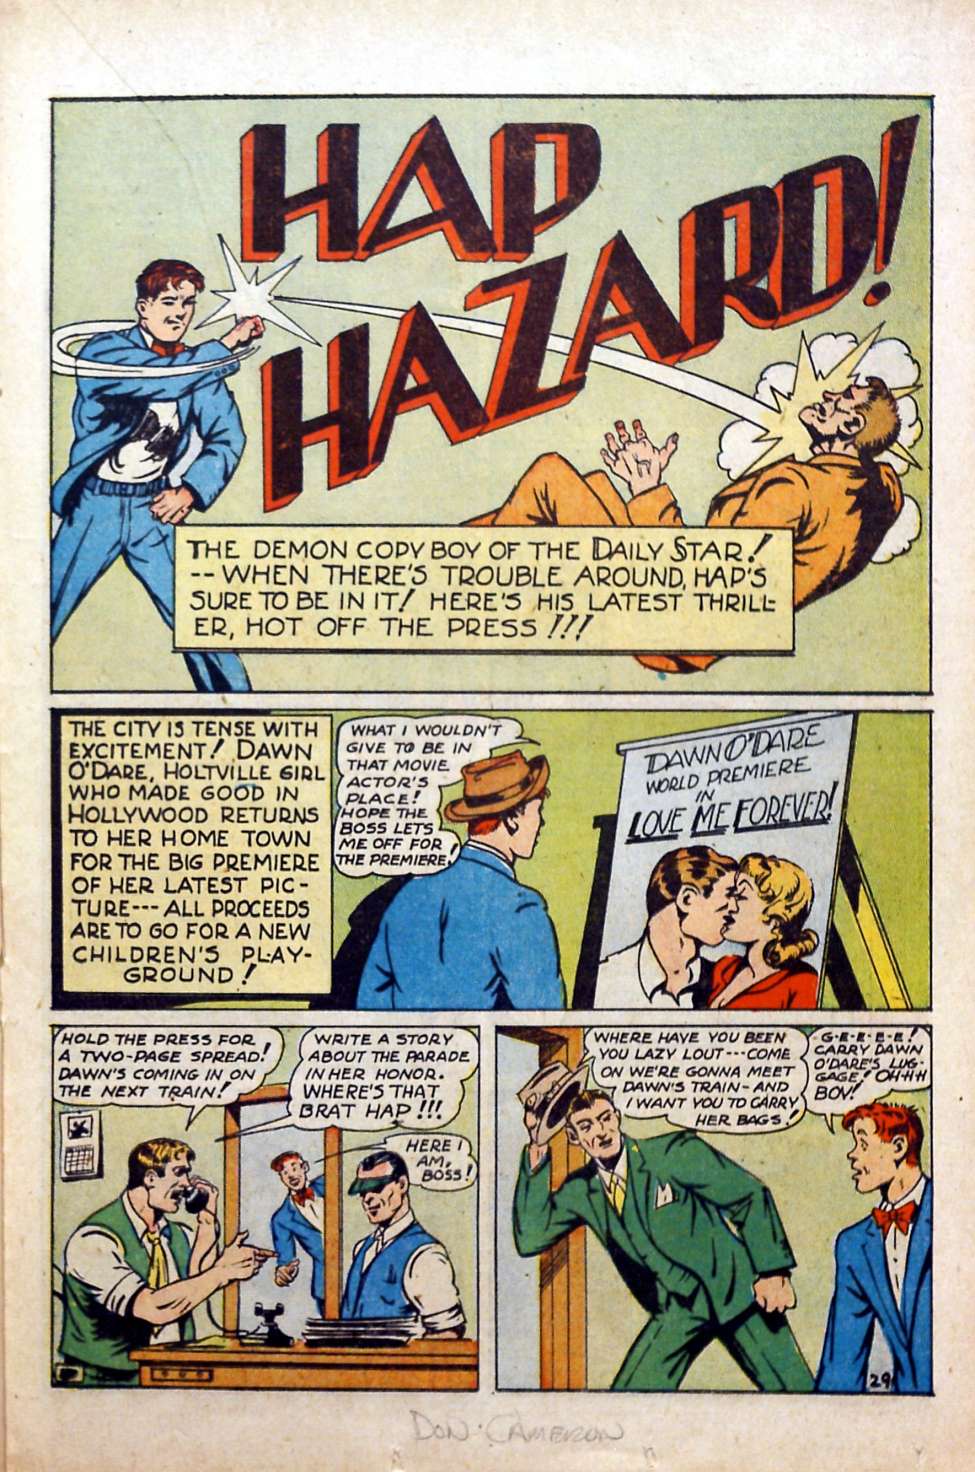 HAP
HAZARD!
THE DEMON COPY BOY OF THE DAILY STAR!
-- WHEN THERE'S TROUBLE AROUND, HAP'S
SURE TO BE IN IT! HERE'S HIS LATEST THRILL-
ER, HOT OFF THE PRESS!!!
THE CITY IS TENSE WITH
EXCITEMENT! DAWN
O'DARE, HOLTVILLE GIRL
WHO MADE GOOD IN
HOLLYWOOD RETURNS
TO HER HOME TOWN
FOR THE BIG PREMIERE
OF HER LATEST PIC-
TURE--- ALL PROCEEDS
ARE TO GO FOR A NEW
CHILDREN'S PLAY-
GROUND!
WHAT I WOULDN'T
GIVE TO BE IN
THAT MOVIE
ACTOR'S
PLACE!
HOPE THE
BOSS LETS
ME OFF FOR
THE PREMIERE!
DAWN O'DARE
WORLD PREMIERE
IN
LOVE ME FOREVER!
HOLD THE PRESS FOR
A TWO-PAGE SPREAD!
DAWN'S COMING IN ON
THE NEXT TRAIN!
WRITE A STORY
ABOUT THE PARADE
IN HER HONOR.
WHERE'S THAT
BRAT HAP!!!
HERE I
AM,
BOSS!
WHERE HAVE YOU BEEN
YOU LAZY LOUT---COME
ON WE'RE GONNA MEET
DAWN'S TRAIN-AND
I WANT YOU TO CARRY
HER BAGS!
G-E-E-E-E!
CARRY DAWN
O'DARE'S LUG-
GAGE! OH-H-H
BOY!
29
DON CAMERON